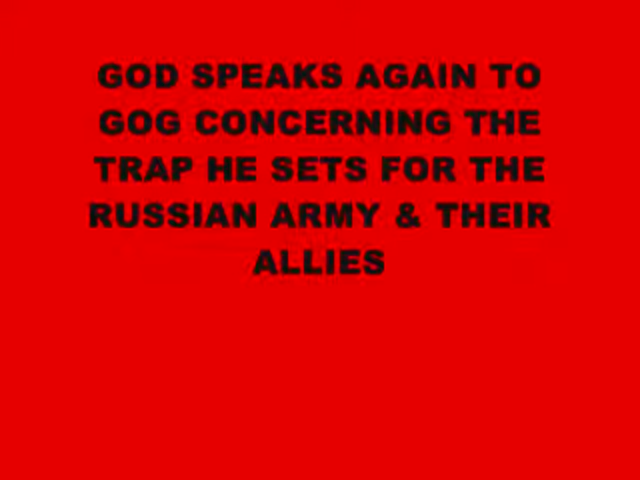 GOD SPEAKS AGAIN TO
GOG CONCERNING THE
TRAP HE SETS FOR THE
RUSSIAN ARMY & THEIR
ALLIES